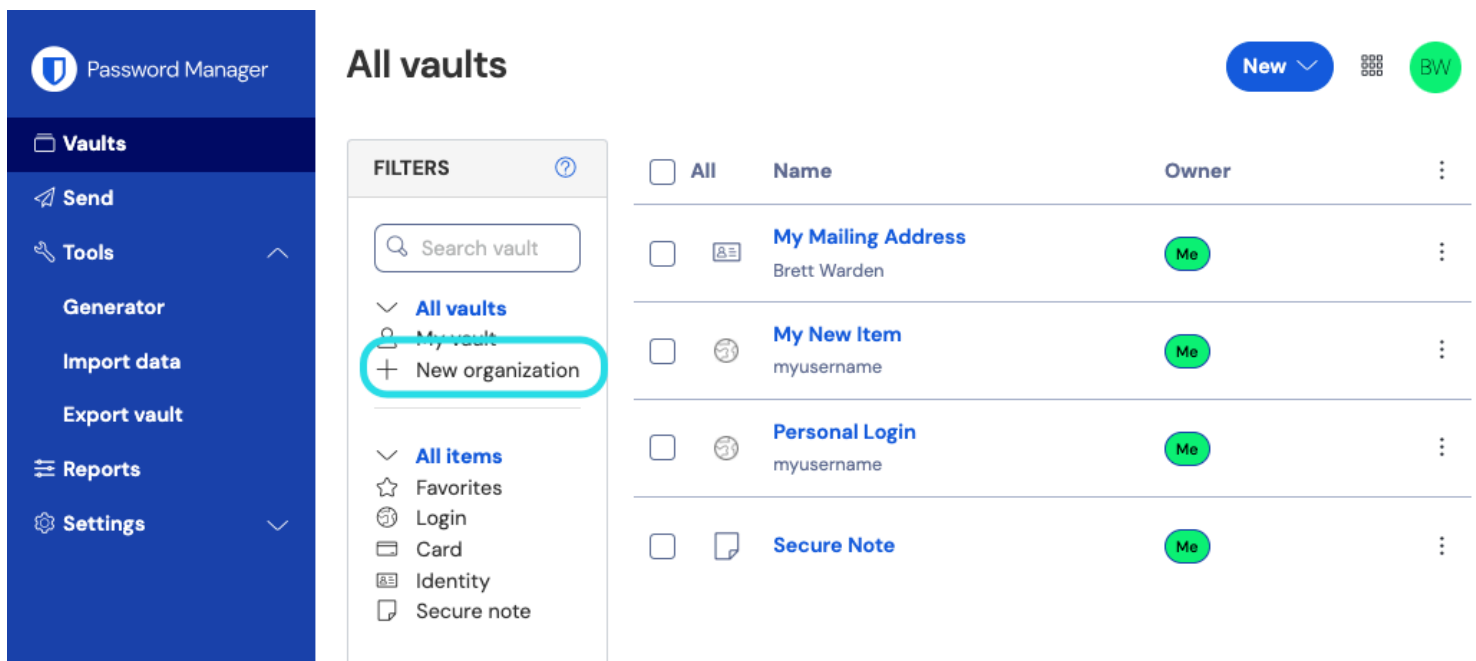 Password Manager
Vaults
Send
Tools
Generator
Import data
Export vault
Reports
Settings
All vaults
New
BW
FILTERS
Search vault
All vaults
My vault
New organization
All items
Favorites
Login
Card
Identity
Secure note
All Name Owner
My Mailing Address
Brett Warden
Me
My New Item
myusername
Me
Personal Login
myusername
Me
Secure Note
Me